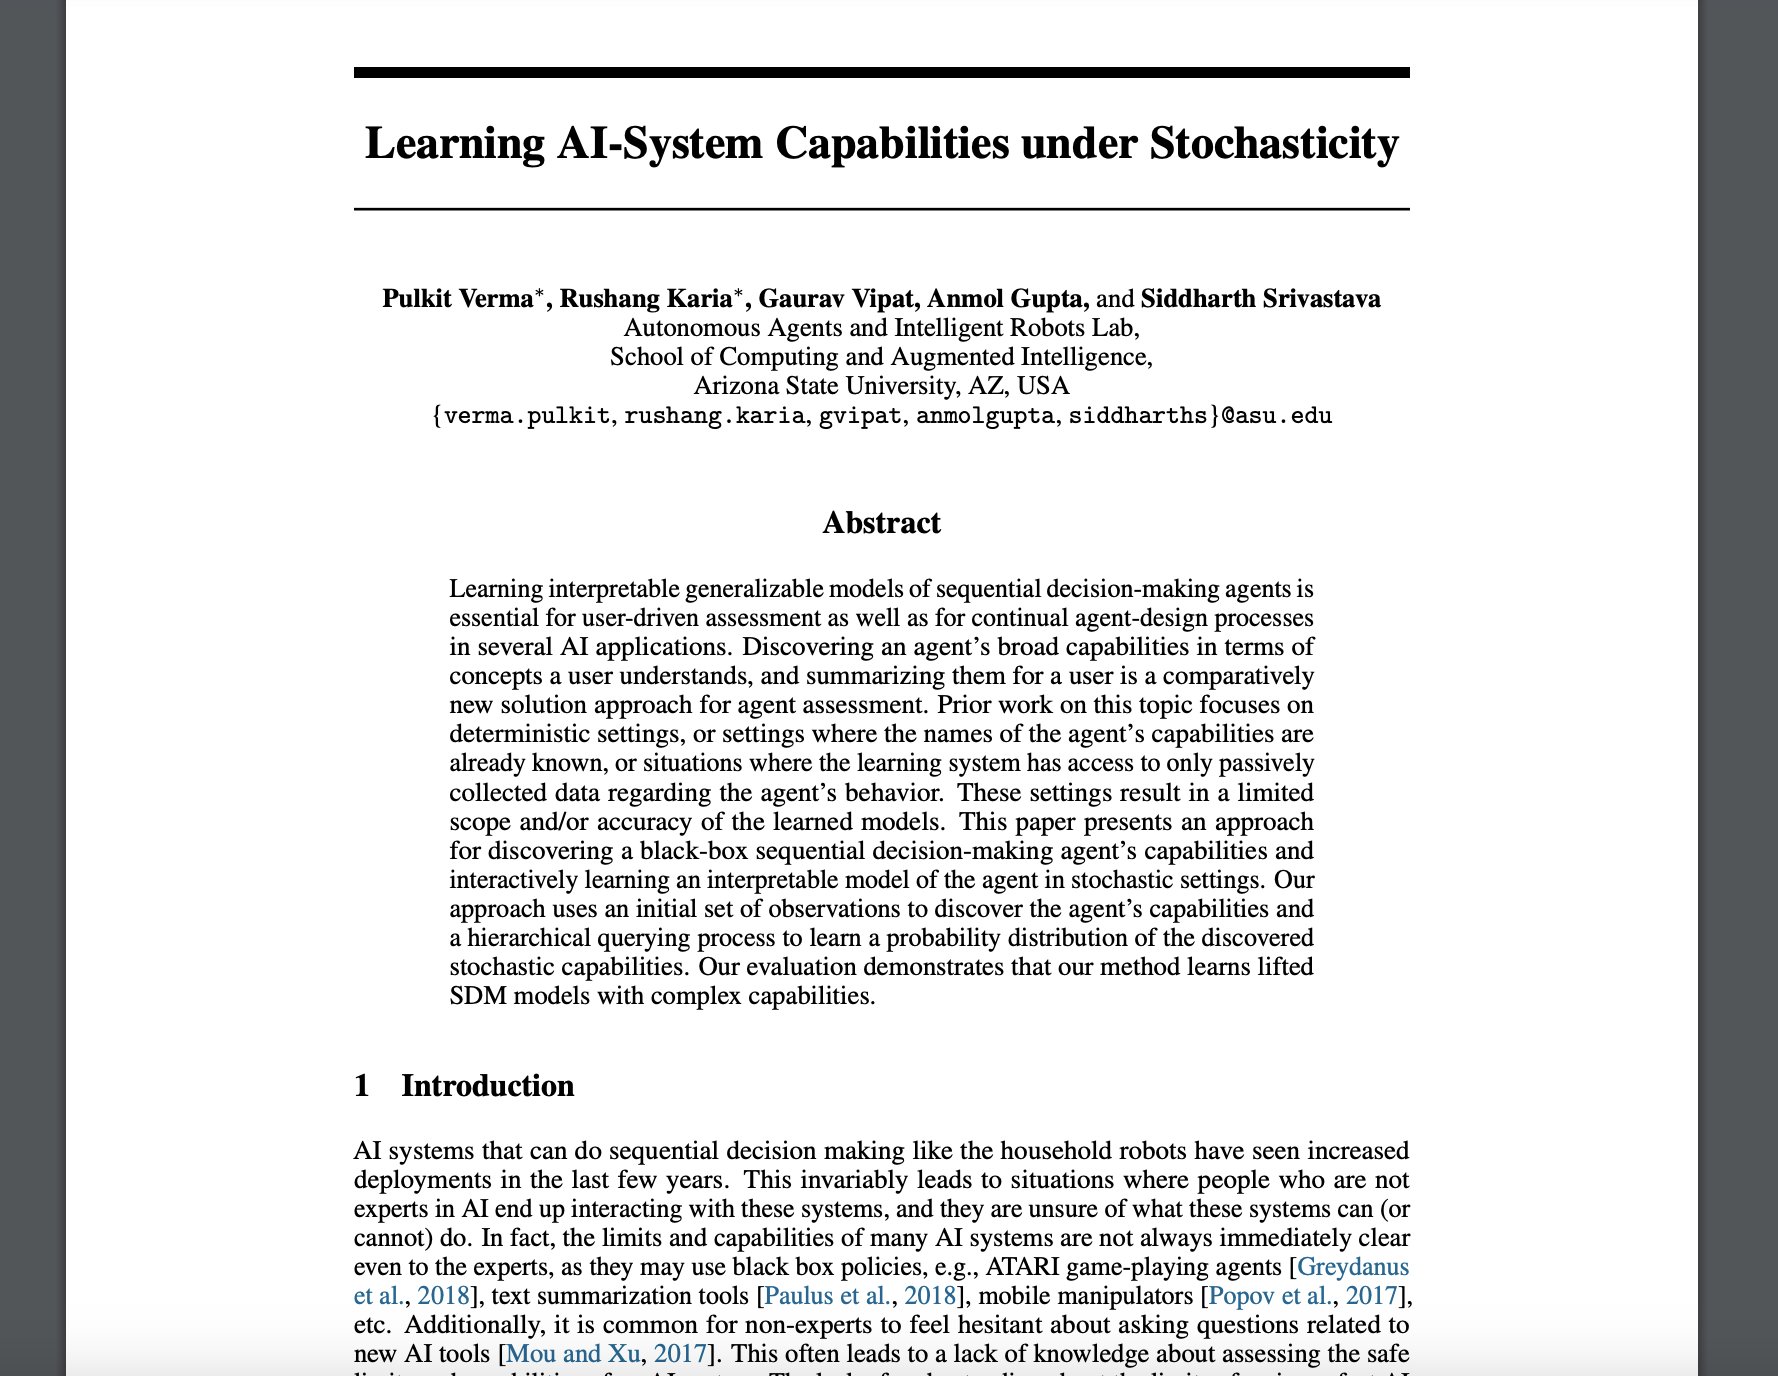 Learning AI-System Capabilities under Stochasticity
Pulkit Verma*, Rushang Karia*, Gaurav Vipat, Anmol Gupta, and Siddharth Srivastava
Autonomous Agents and Intelligent Robots Lab,
School of Computing and Augmented Intelligence,
Arizona State University, AZ, USA
{verma.pulkit, rushang.karia, gvipat, anmolgupta, siddharths}@asu.edu
Abstract
Learning interpretable generalizable models of sequential decision-making agents is
essential for user-driven assessment as well as for continual agent-design processes
in several AI applications. Discovering an agent’s broad capabilities in terms of
concepts a user understands, and summarizing them for a user is a comparatively
new solution approach for agent assessment. Prior work on this topic focuses on
deterministic settings, or settings where the names of the agent’s capabilities are
already known, or situations where the learning system has access to only passively
collected data regarding the agent’s behavior. These settings result in a limited
scope and/or accuracy of the learned models. This paper presents an approach
for discovering a black-box sequential decision-making agent’s capabilities and
interactively learning an interpretable model of the agent in stochastic settings. Our
approach uses an initial set of observations to discover the agent’s capabilities and
a hierarchical querying process to learn a probability distribution of the discovered
stochastic capabilities. Our evaluation demonstrates that our method learns lifted
SDM models with complex capabilities.
1 Introduction
AI systems that can do sequential decision making like the household robots have seen increased
deployments in the last few years. This invariably leads to situations where people who are not
experts in AI end up interacting with these systems, and they are unsure of what these systems can (or
cannot) do. In fact, the limits and capabilities of many AI systems are not always immediately clear
even to the experts, as they may use black box policies, e.g., ATARI game-playing agents [Greydanus
et al., 2018], text summarization tools [Paulus et al., 2018], mobile manipulators [Popov et al., 2017],
etc. Additionally, it is common for non-experts to feel hesitant about asking questions related to
new AI tools [Mou and Xu, 2017]. This often leads to a lack of knowledge about assessing the safe